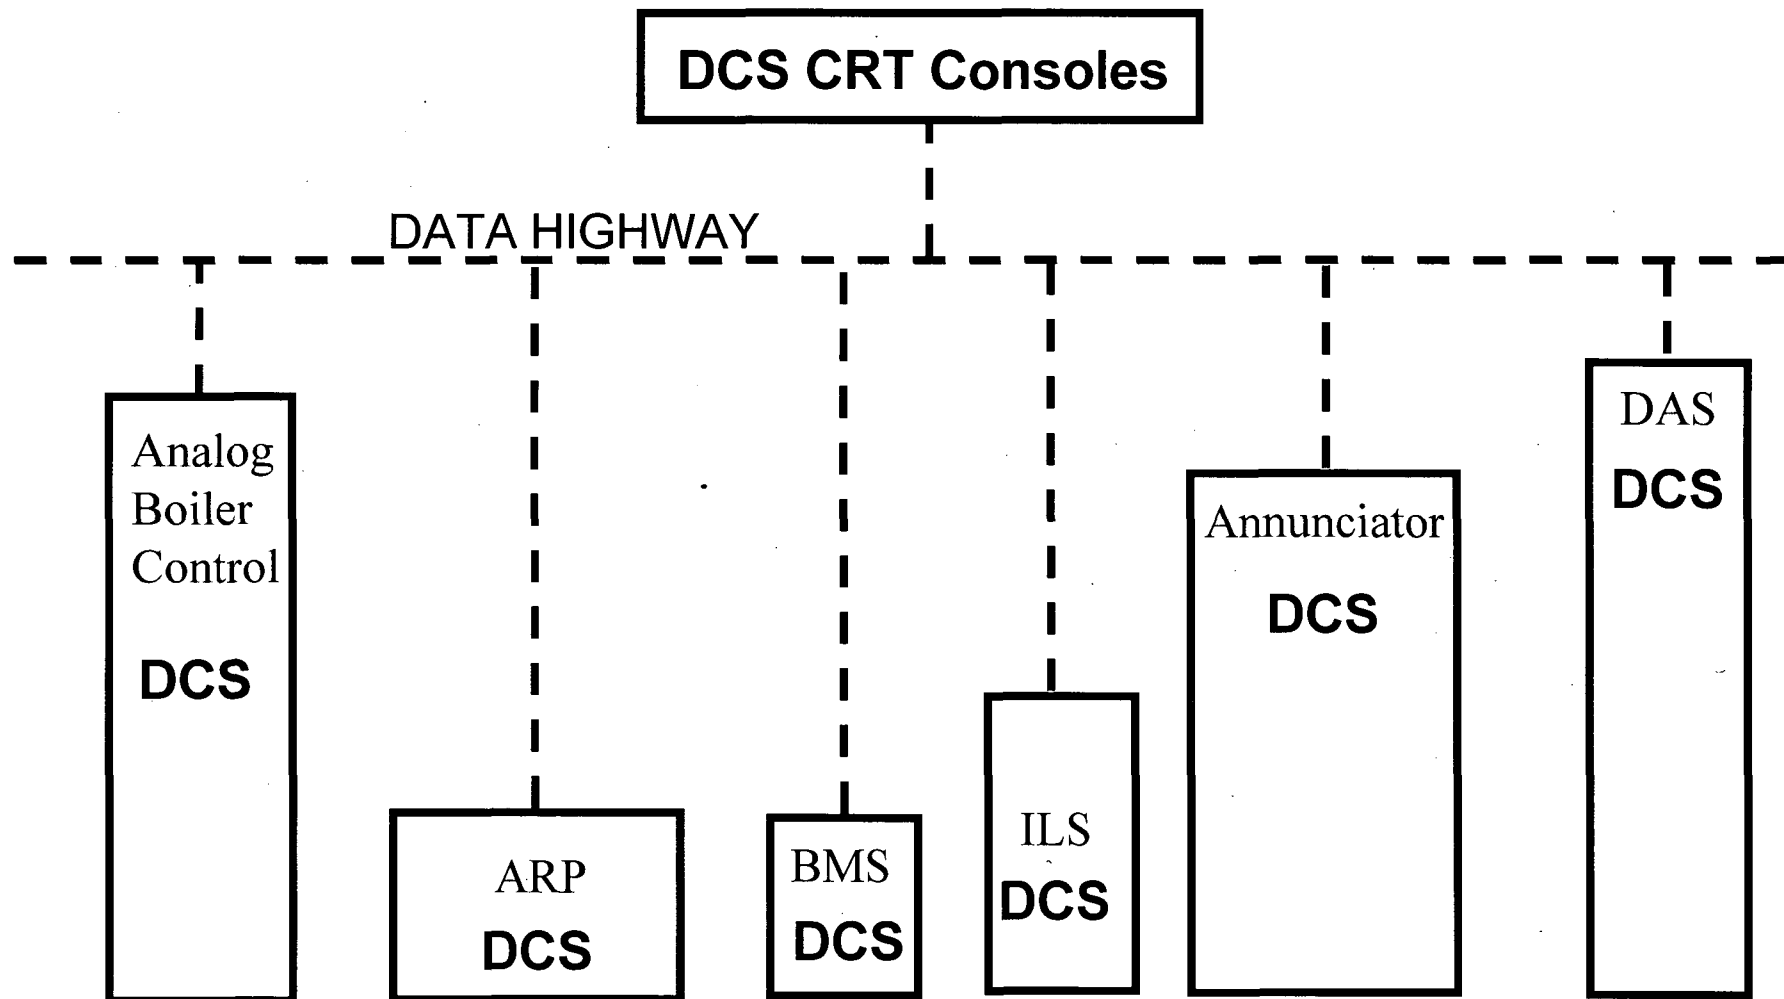 DCS CRT Consoles
DATA HIGHWAY
Analog
Boiler
Control
DCS
ARP
DCS
BMS
DCS
ILS
DCS
Annunciator
DCS
DAS
DCS